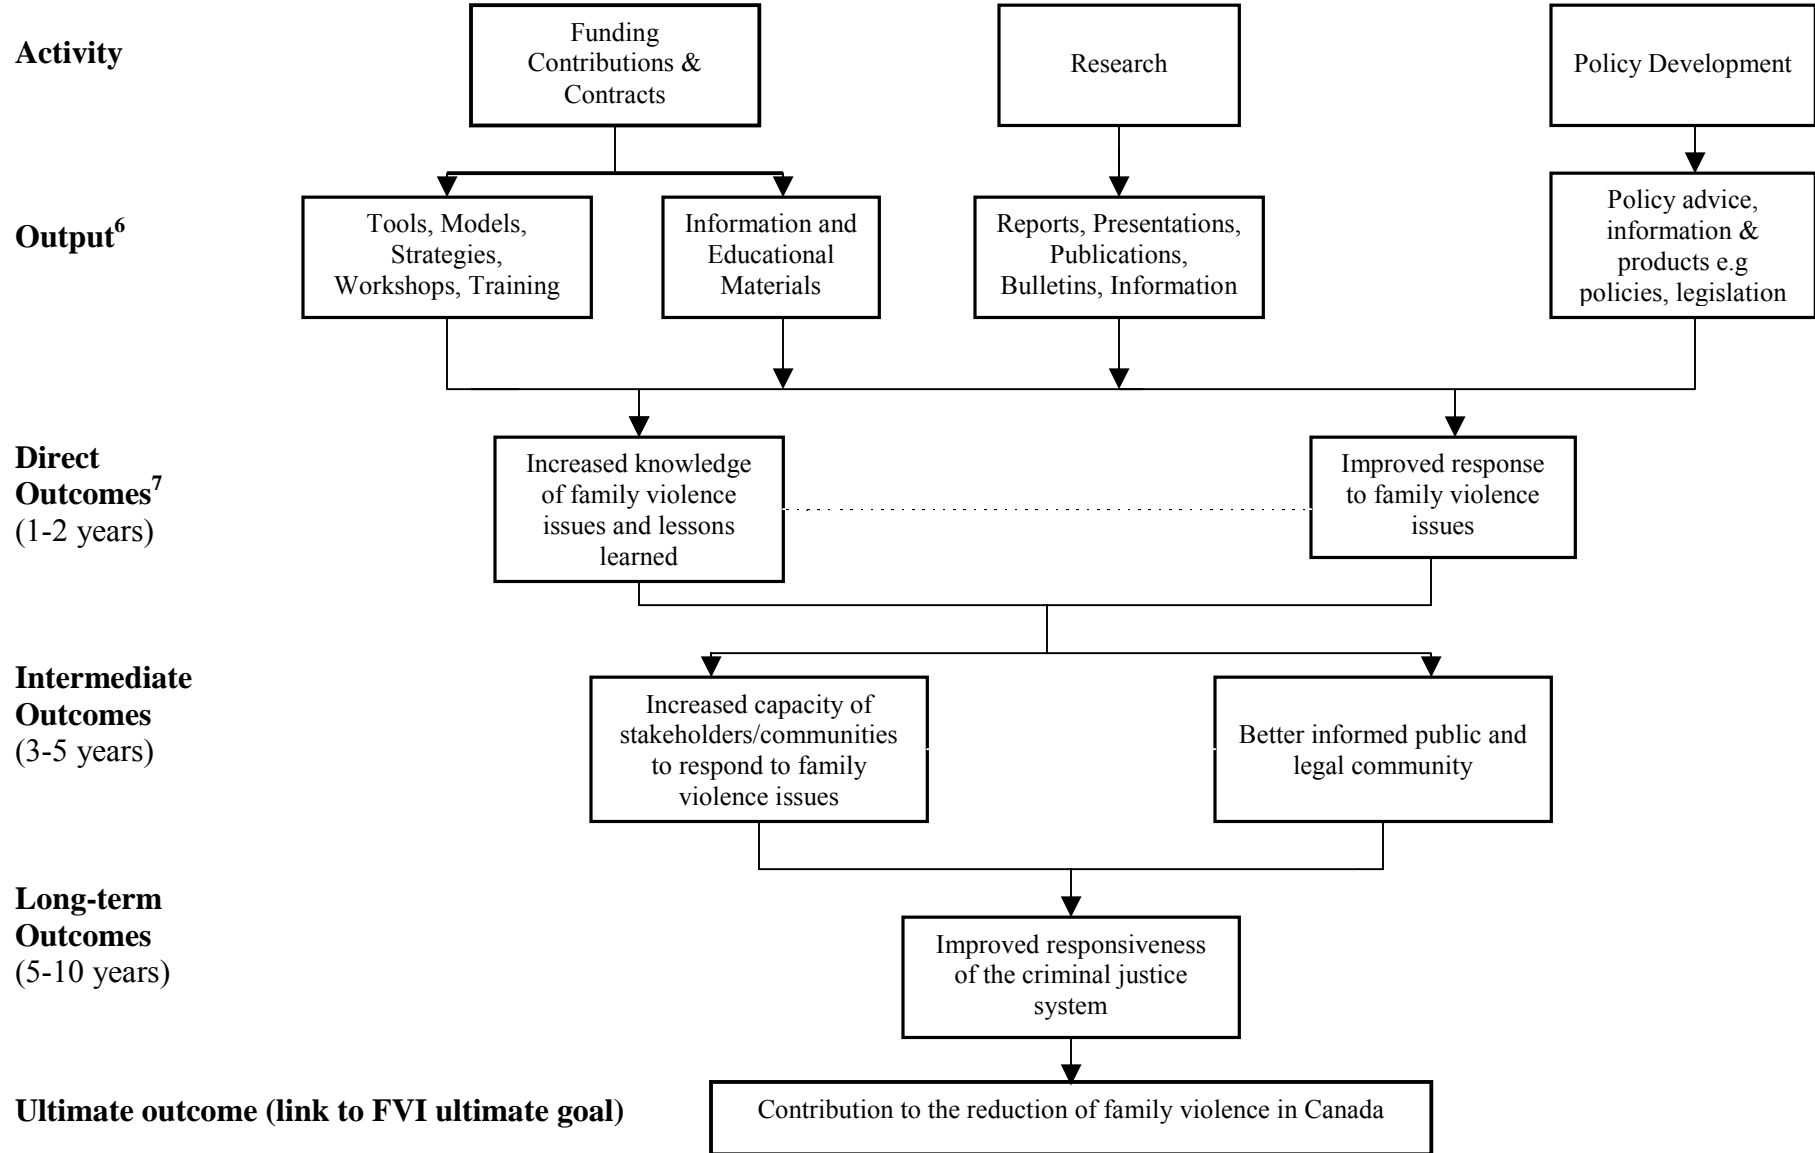 Activity
Funding
Contributions &
Contracts
Research
Policy Development
Output6
Tools, Models,
Strategies,
Workshops, Training
Information and
Educational
Materials
Reports, Presentations,
Publications,
Bulletins, Information
Policy advice,
information &
products e.g
policies, legislation
Direct
Outcomes7
(1-2 years)
Increased knowledge
of family violence
issues and lessons
learned
Improved response
to family violence
issues
Intermediate
Outcomes
(3-5 years)
Increased capacity of
stakeholders/communities
to respond to family
violence issues
Better informed public and
legal community
Long-term
Outcomes
(5-10 years)
Improved responsiveness
of the criminal justice
system
Ultimate outcome (link to FVI ultimate goal)
Contribution to the reduction of family violence in Canada